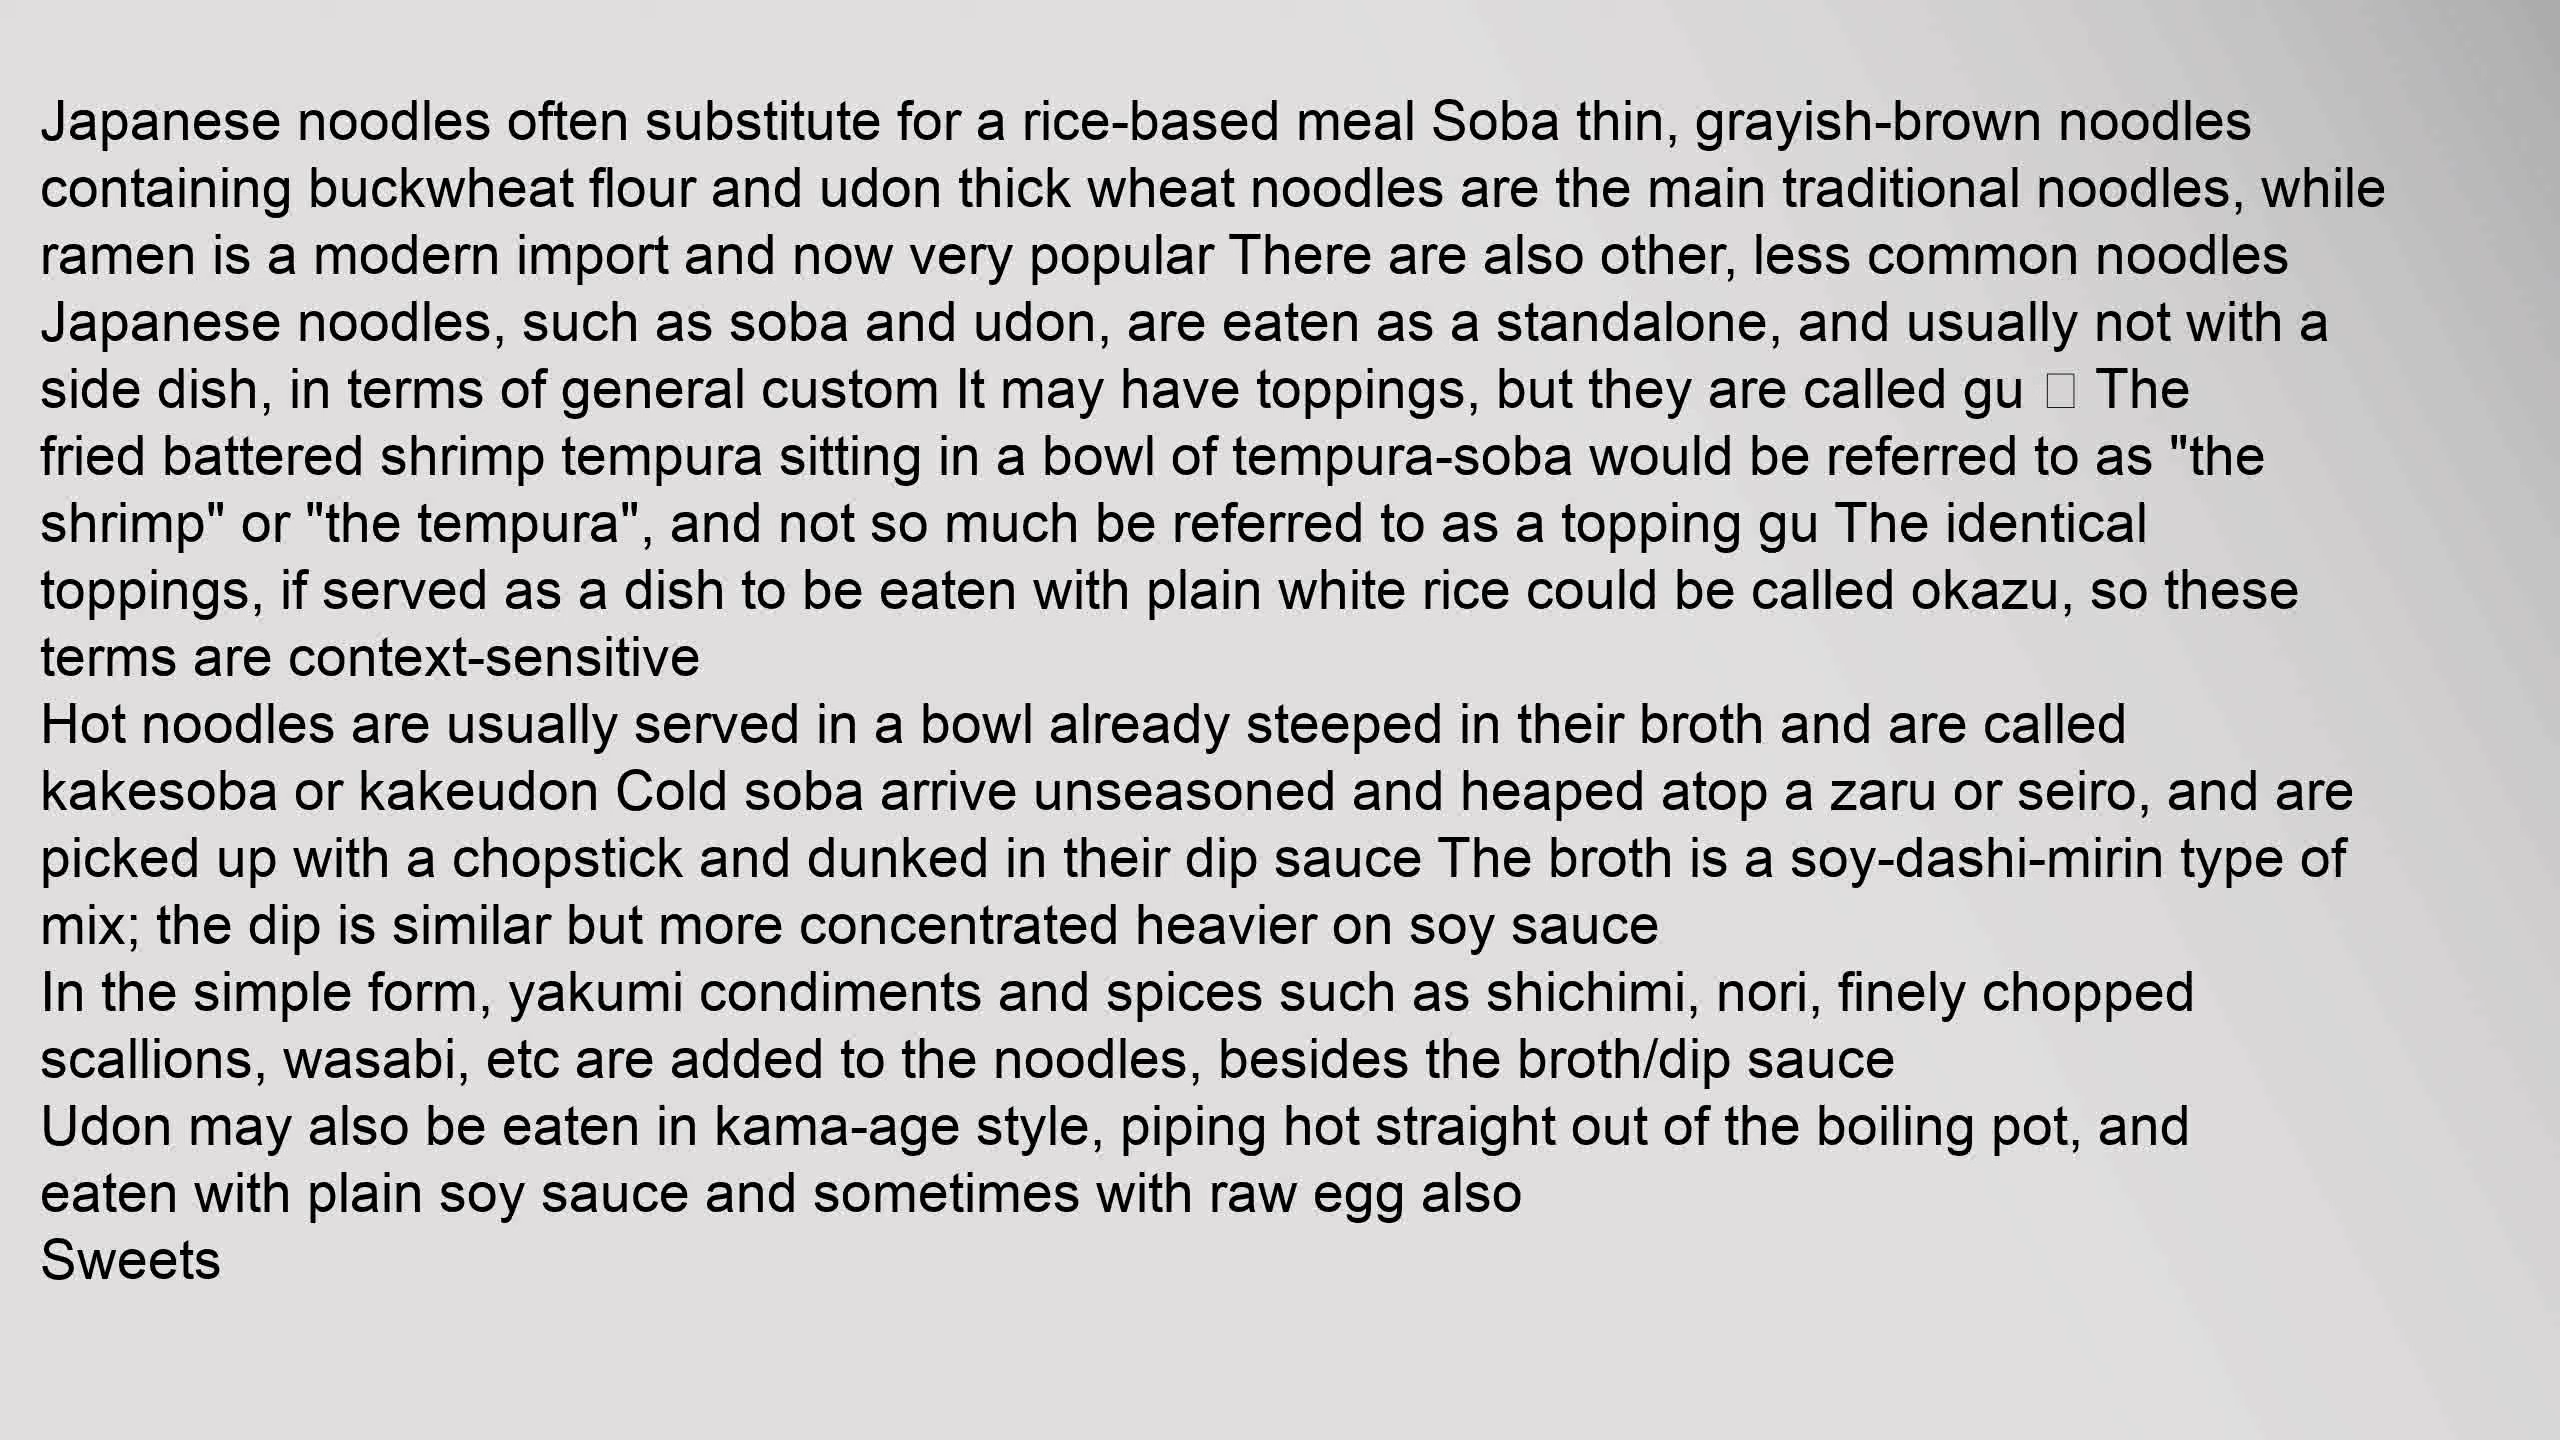 Japanese noodles often substitute for a rice-based meal Soba thin, grayish-brown noodles
containing buckwheat flour and udon thick wheat noodles are the main traditional noodles, while
ramen is a modern import and now very popular There are also other, less common noodles
Japanese noodles, such as soba and udon, are eaten as a standalone, and usually not with a
side dish, in terms of general custom It may have toppings, but they are called gu □ The
fried battered shrimp tempura sitting in a bowl of tempura-soba would be referred to as "the
shrimp" or "the tempura", and not so much be referred to as a topping gu The identical
toppings, if served as a dish to be eaten with plain white rice could be called okazu, so these
terms are context-sensitive
Hot noodles are usually served in a bowl already steeped in their broth and are called
kakesoba or kakeudon Cold soba arrive unseasoned and heaped atop a zaru or seiro, and are
picked up with a chopstick and dunked in their dip sauce The broth is a soy-dashi-mirin type of
mix; the dip is similar but more concentrated heavier on soy sauce
In the simple form, yakumi condiments and spices such as shichimi, nori, finely chopped
scallions, wasabi, etc are added to the noodles, besides the broth/dip sauce
Udon may also be eaten in kama-age style, piping hot straight out of the boiling pot, and
eaten with plain soy sauce and sometimes with raw egg also
Sweets